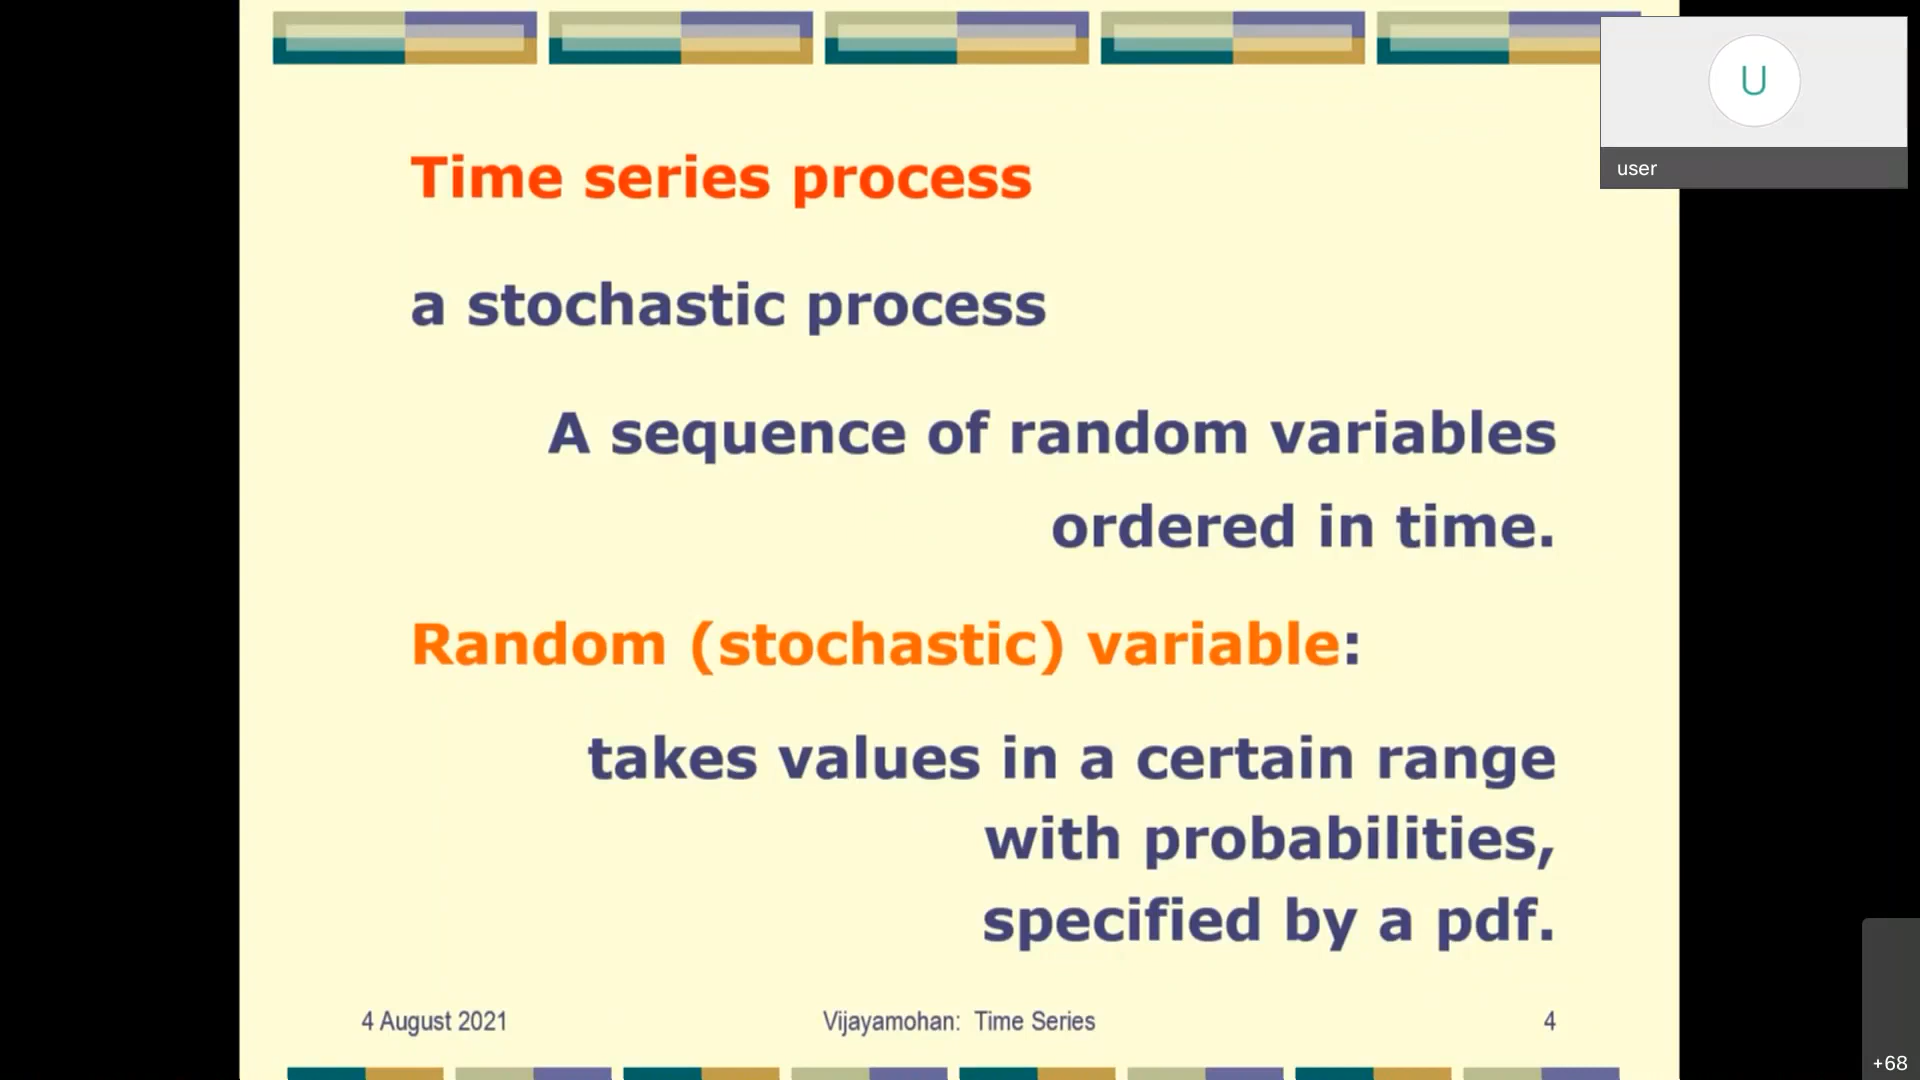 Time series process
a stochastic process
A sequence of random variables
ordered in time.
Random (stochastic) variable:
takes values in a certain range
with probabilities,
specified by a pdf.
4 August 2021
Vijayamohan: Time Series
4
U
user
+68